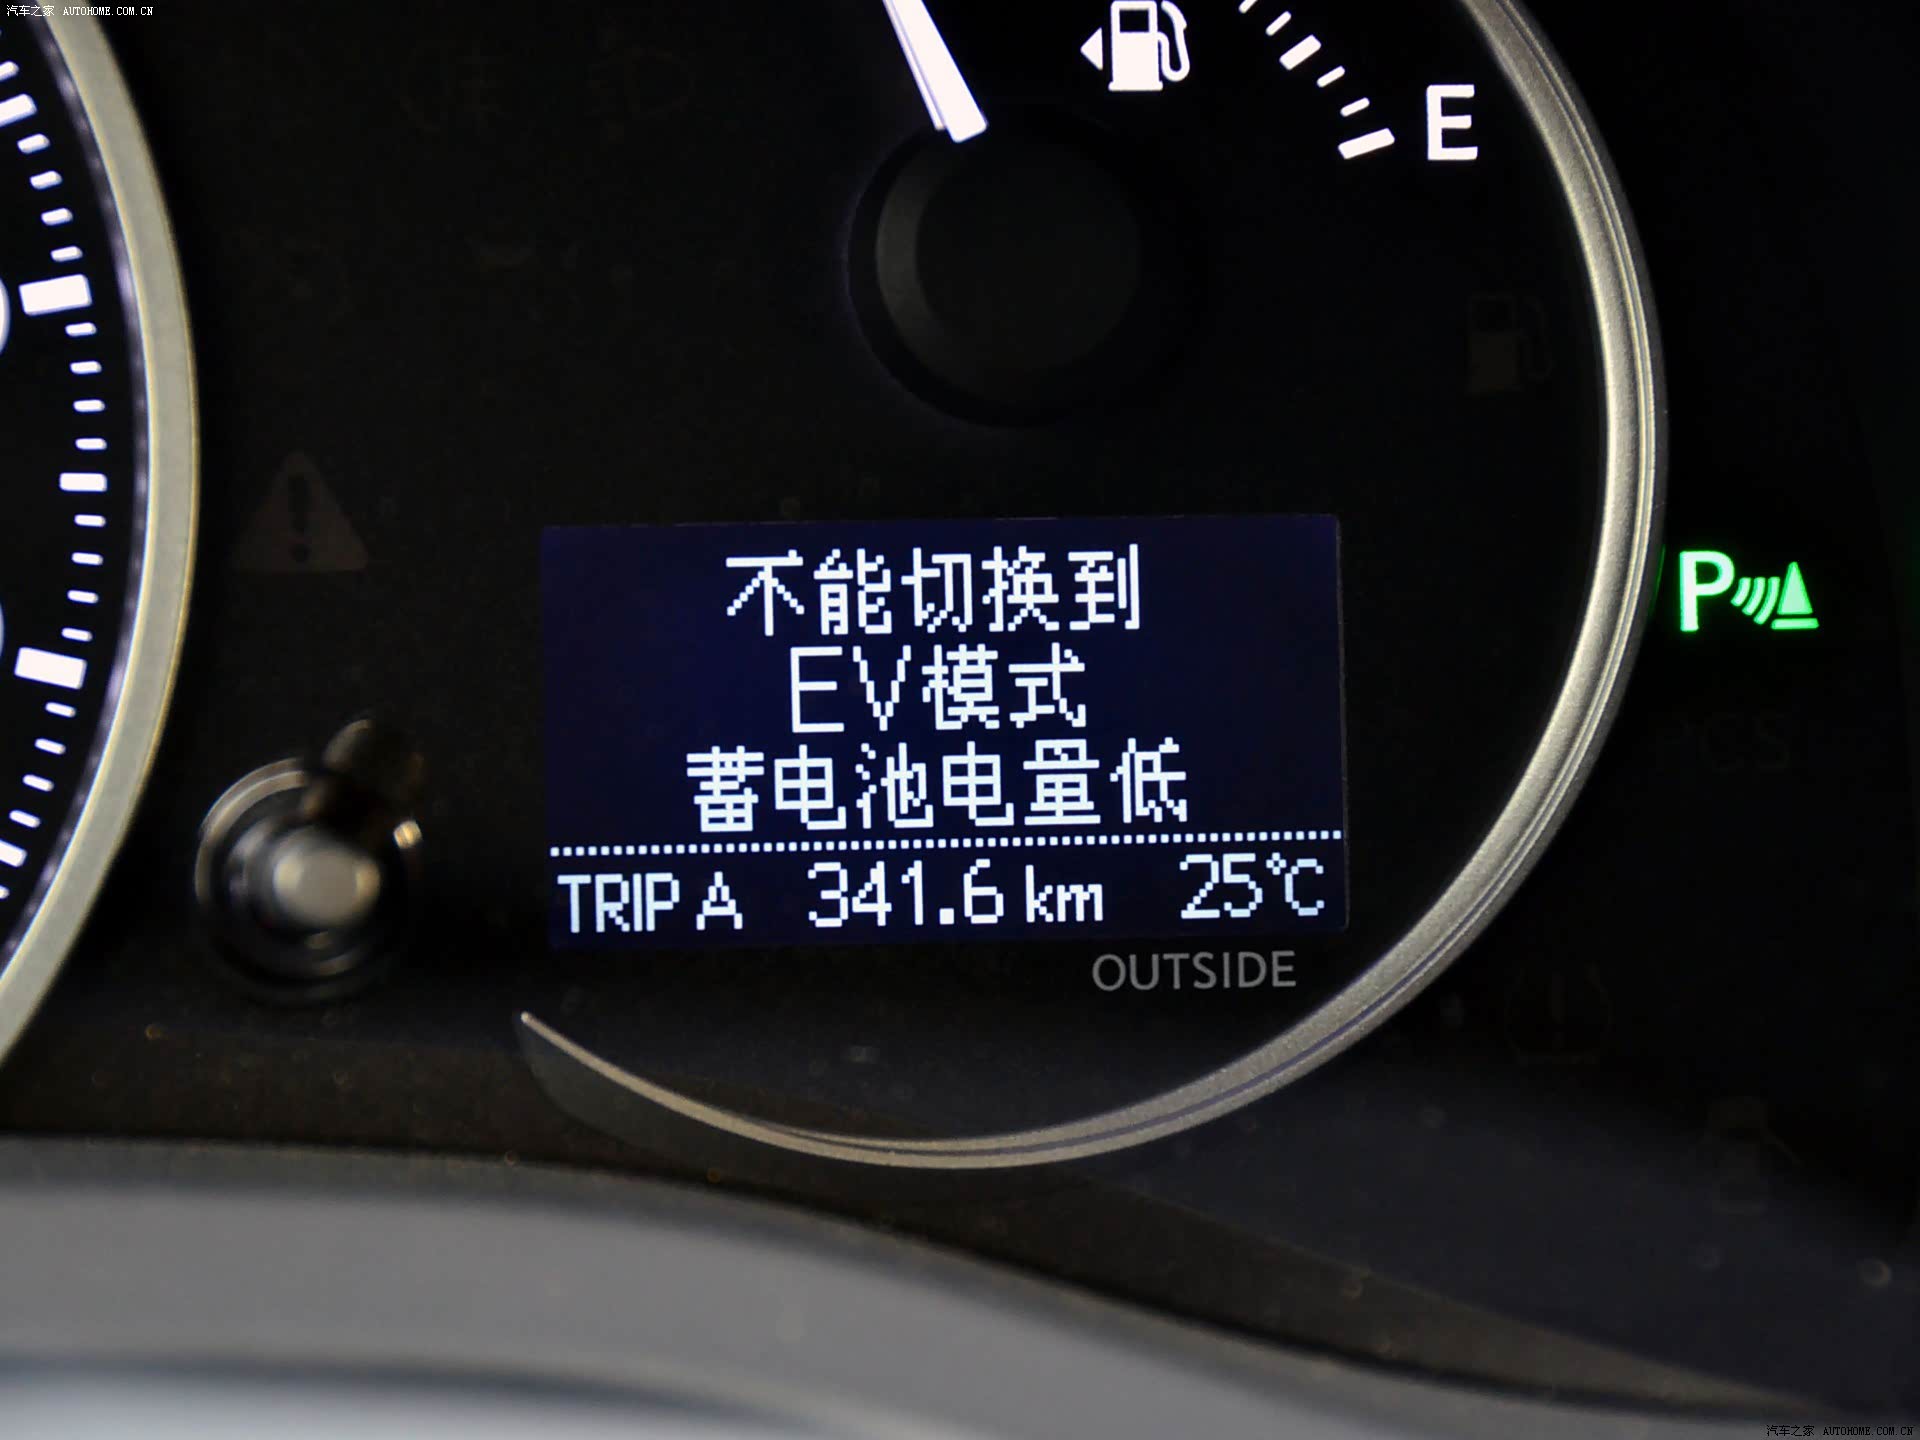 汽车之家 AUTOHOME.COM.CN
E
不能切换到
EV模式
蓄电池电量低
TRIP A 341.6 km 25℃
OUTSIDE
P
汽车之家 AUTOHOME.COM.CN